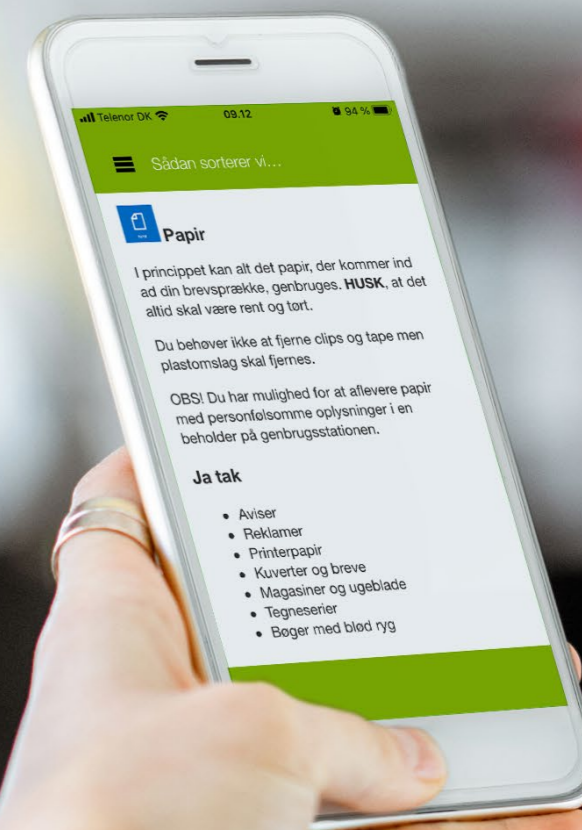 Telenor DK 09.12 94 %
Sådan sorterer vi...
Papir
I princippet kan alt det papir, der kommer ind
ad din brevsprække, genbruges. HUSK, at det
altid skal være rent og tørt.
Du behøver ikke at fjerne clips og tape men
plastomslag skal fjernes.
OBS! Du har mulighed for at aflevere papir
med personfølsomme oplysninger i en
beholder på genbrugsstationen.
Ja tak
• Aviser
• Reklamer
• Printerpapir
• Kuverter og breve
• Magasiner og ugeblade
• Tegneserier
• Bøger med blød ryg